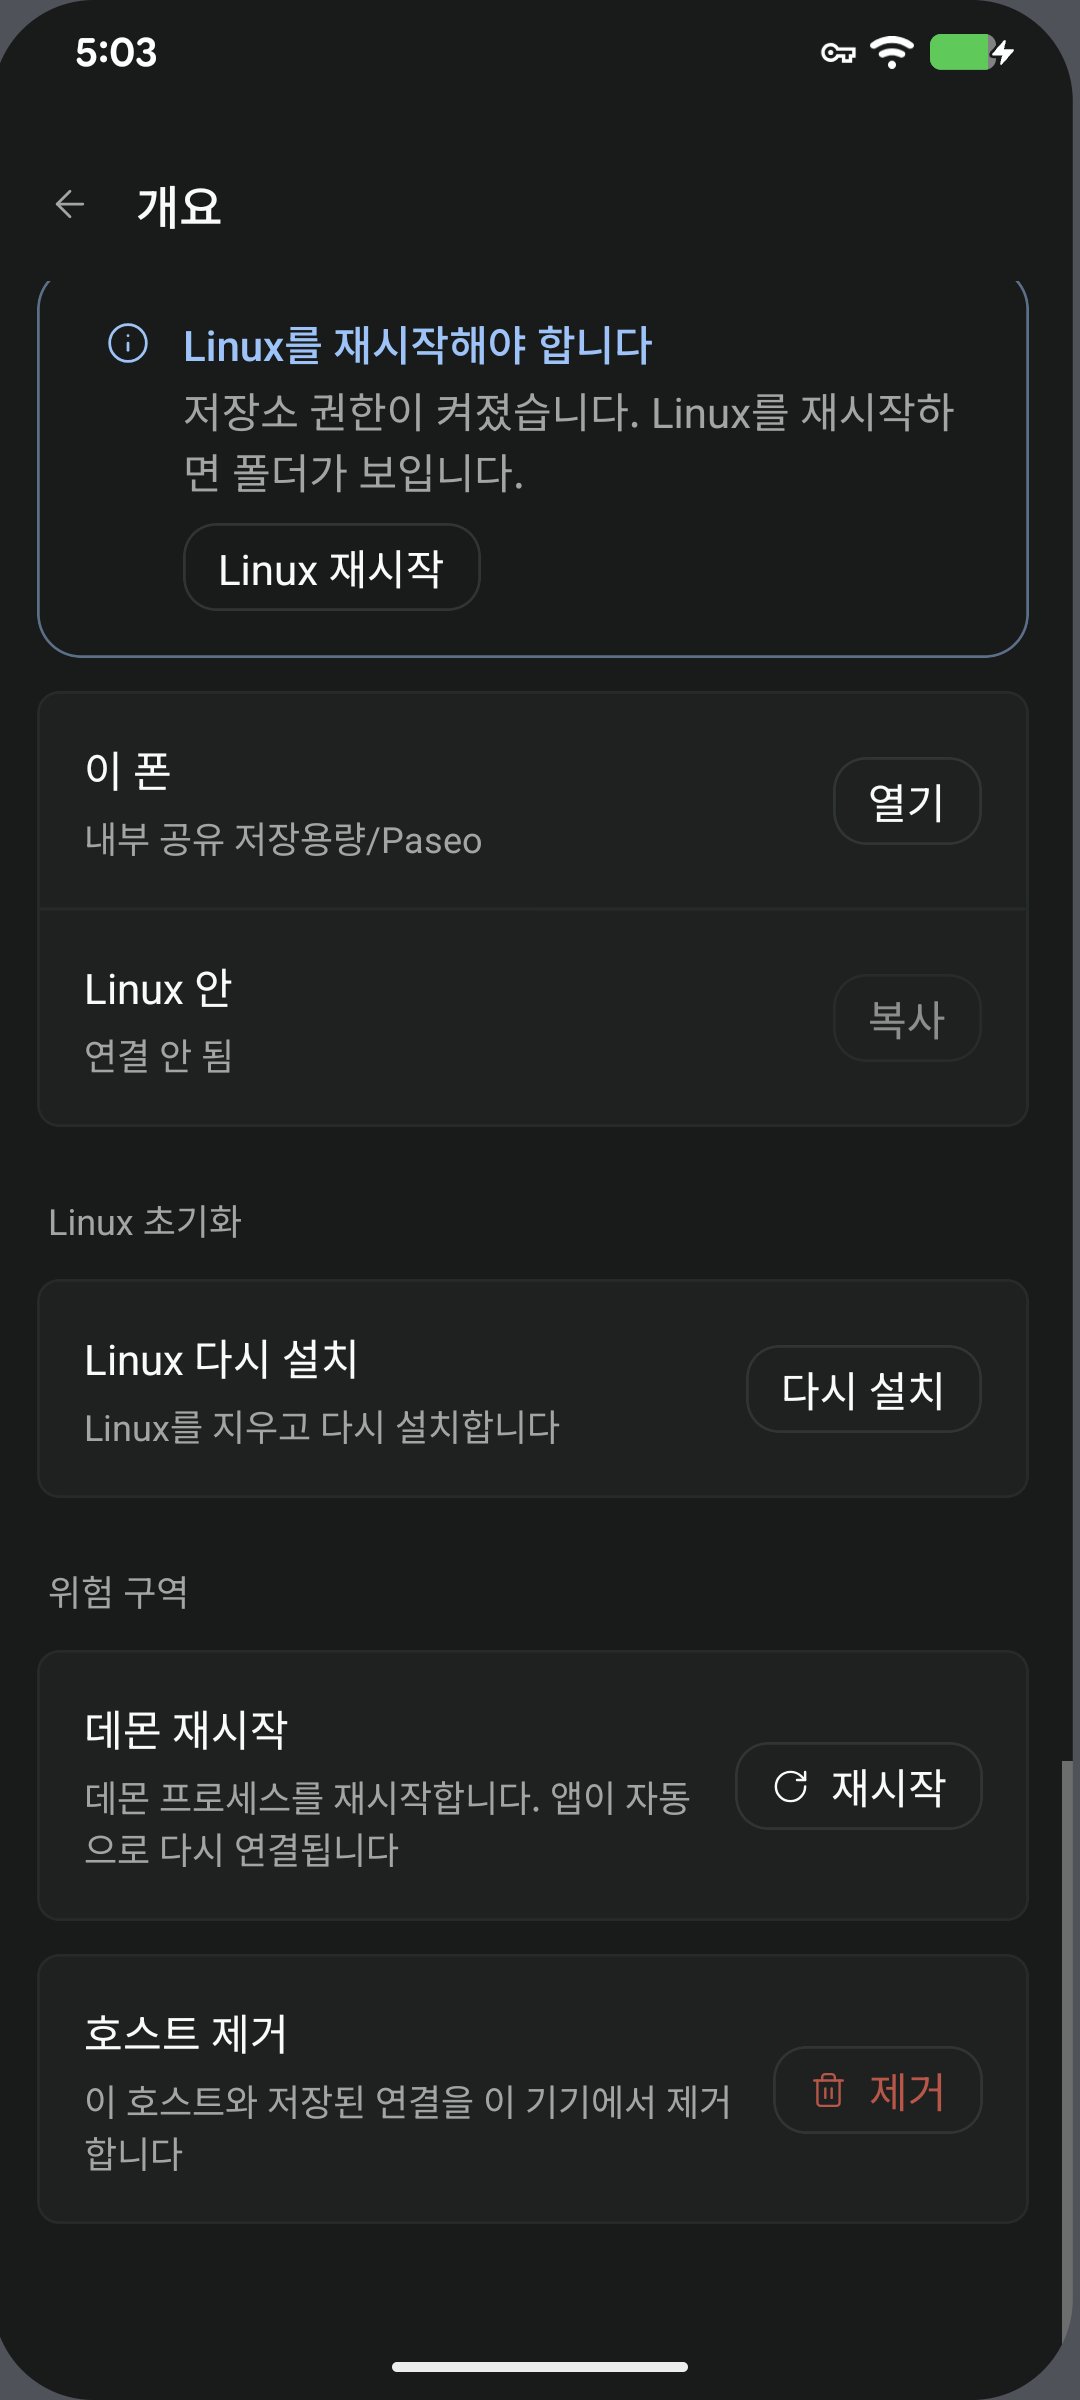 5:03
개요
Linux를 재시작해야 합니다
저장소 권한이 켜졌습니다. Linux를 재시작하
면 폴더가 보입니다.
Linux 재시작
이 폰
내부 공유 저장용량/Paseo
열기
Linux 안
연결 안 됨
복사
Linux 초기화
Linux 다시 설치
Linux를 지우고 다시 설치합니다
다시 설치
위험 구역
데몬 재시작
데몬 프로세스를 재시작합니다. 앱이 자동
으로 다시 연결됩니다
재시작
호스트 제거
이 호스트와 저장된 연결을 이 기기에서 제거
합니다
제거